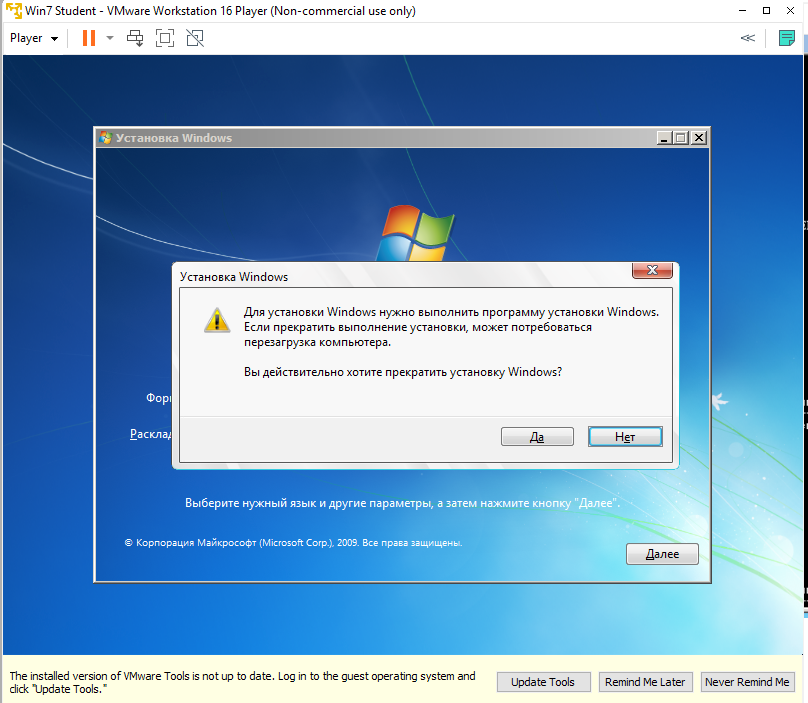 Win7 Student - VMware Workstation 16 Player (Non-commercial use only)
Player
Установка Windows
Установка Windows
Для установки Windows нужно выполнить программу установки Windows.
Если прекратить выполнение установки, может потребоваться
перезагрузка компьютера.
Вы действительно хотите прекратить установку Windows?
Да
Нет
Выберите нужный язык и другие параметры, а затем нажмите кнопку "Далее".
© Корпорация Майкрософт (Microsoft Corp.), 2009. Все права защищены.
Далее
The installed version of VMware Tools is not up to date. Log in to the guest operating system and
click "Update Tools."
Update Tools
Remind Me Later
Never Remind Me